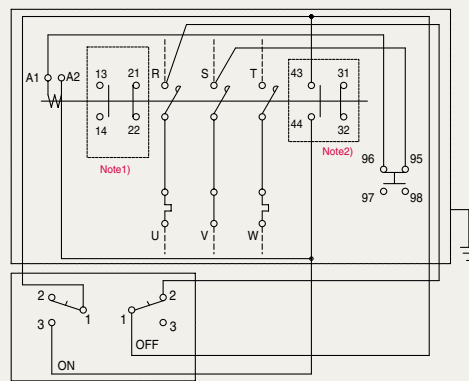 A1 A2 13 21 R S T 43 31
14 22 44 32
Note1) Note2)
96 95
97 98
U V W
2 1 3 ON
1 2 3 OFF